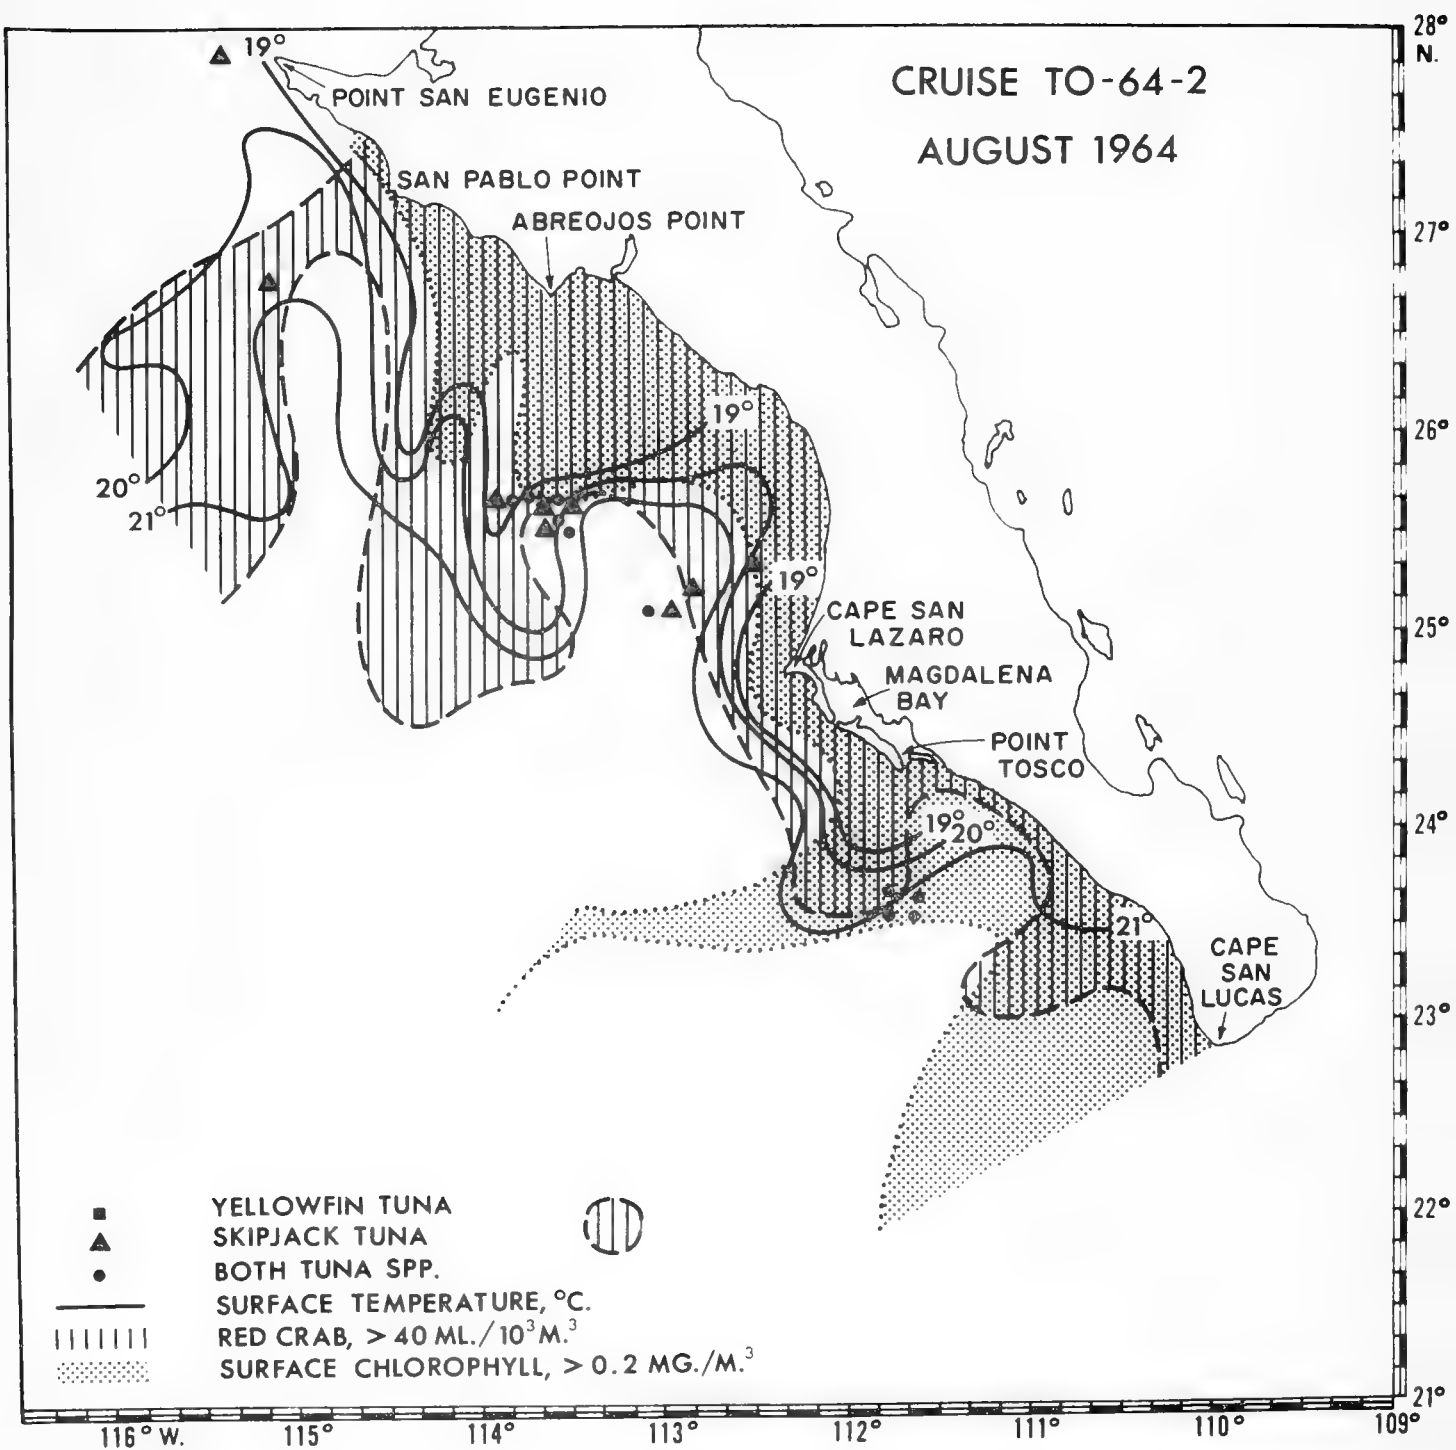 28°
N.
19°
CRUISE TO-64-2
POINT SAN EUGENIO
AUGUST 1964
SAN PABLO POINT
ABREOJOS POINT
27°
19°
26°
20°
21°
19°
CAPE SAN
LAZARO
25°
MAGDALENA
BAY
POINT
TOSCO
19°
20°
24°
21°
CAPE
SAN
LUCAS
23°
YELLOWFIN TUNA
22°
SKIPJACK TUNA
BOTH TUNA SPP.
SURFACE TEMPERATURE, °C.
RED CRAB, > 40 ML./10³M.³
SURFACE CHLOROPHYLL, > 0.2 MG./M.³
21°
116° W.
115°
114°
113°
112°
111°
110°
109°